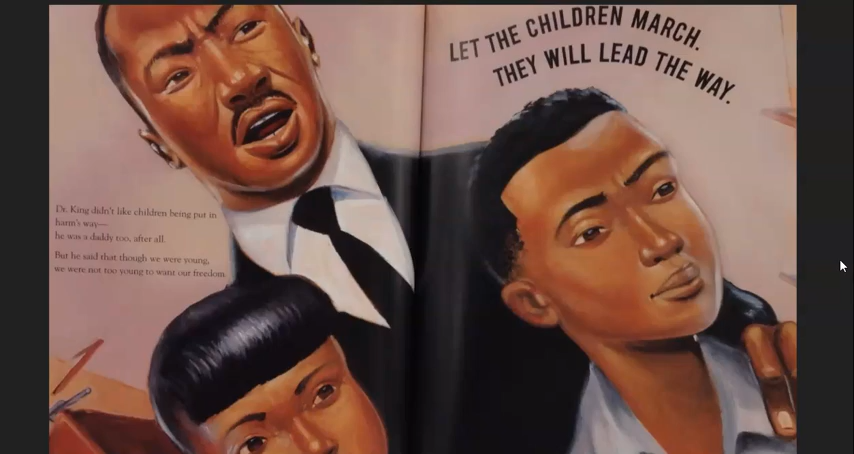 Dr. King didn't like children being put in
harm's way—
he was a daddy too, after all.
But he said that though we were young,
we were not too young to want our freedom.
LET THE CHILDREN MARCH.
THEY WILL LEAD THE WAY.